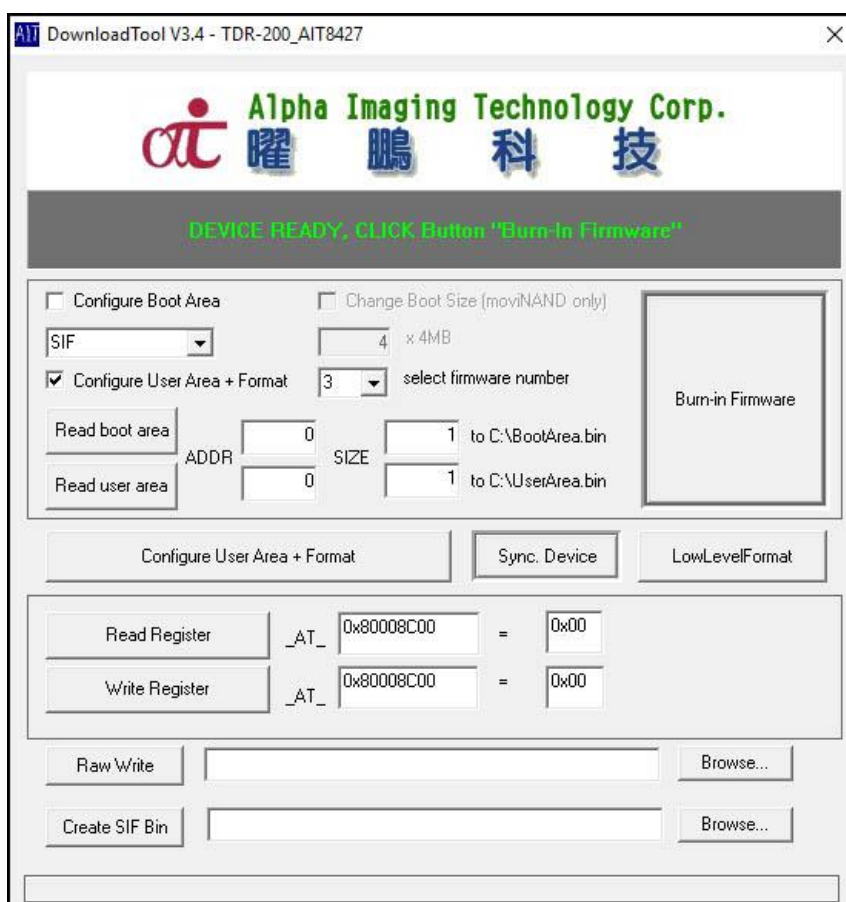 AIT DownloadTool V3.4 - TDR-200_AIT8427
Alpha Imaging Technology Corp.
曜鵬科技
DEVICE READY, CLICK Button "Burn-In Firmware"
Configure Boot Area
Change Boot Size (moviNAND only)
SIF
4 x 4MB
Configure User Area + Format
3 select firmware number
Burn-in Firmware
Read boot area
ADDR
0
SIZE
1 to C:\BootArea.bin
Read user area
0
1 to C:\UserArea.bin
Configure User Area + Format
Sync. Device
LowLevelFormat
Read Register _AT_ 0x80008C00 = 0x00
Write Register _AT_ 0x80008C00 = 0x00
Raw Write
Browse...
Create SIF Bin
Browse...